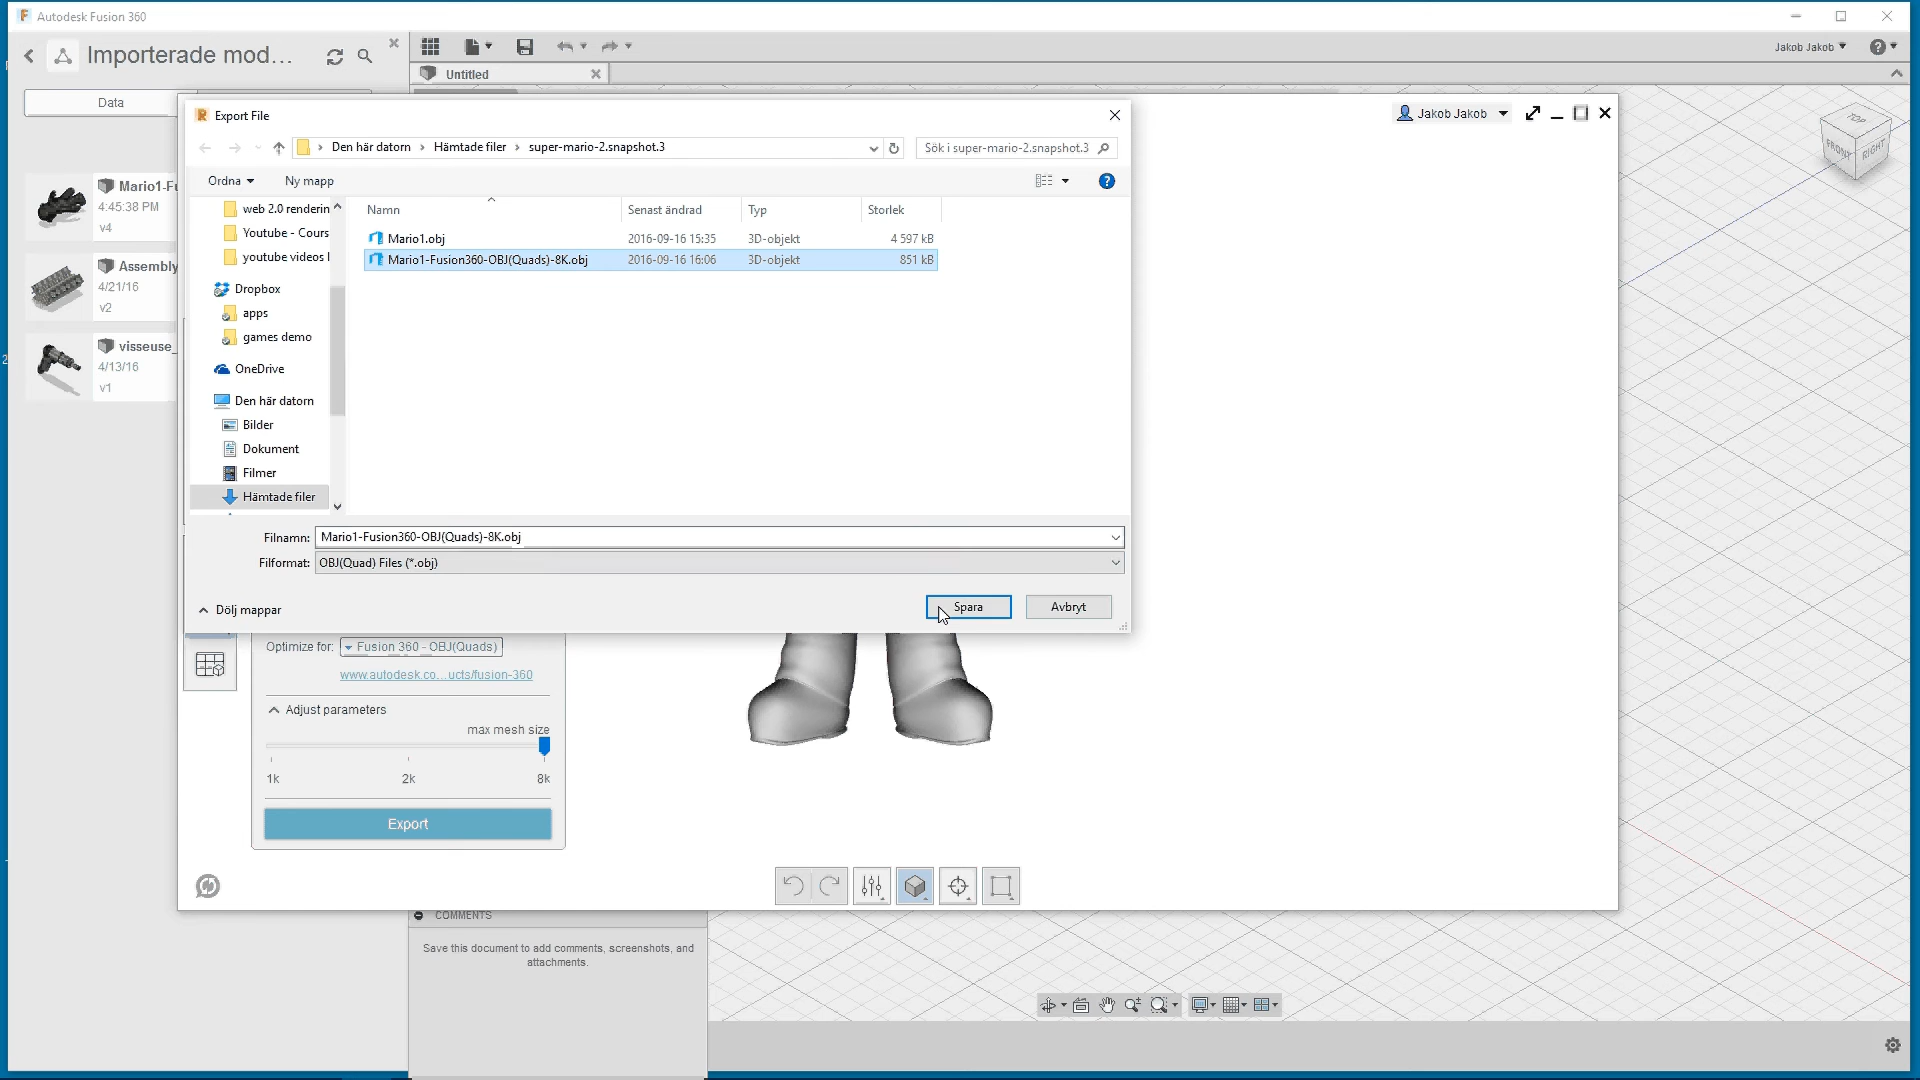 Autodesk Fusion 360
Importerade mod...
Jakob Jakob
Untitled
Data
Export File
Jakob Jakob
Den här datorn
Hämtade filer
super-mario-2.snapshot.3
Sök i super-mario-2.snapshot.3
Ordna
Ny mapp
Namn
Senast ändrad
Typ
Storlek
web 2.0 renderin
Youtube - Cours
youtube videos
Dropbox
apps
games demo
OneDrive
Den här datorn
Bilder
Dokument
Filmer
Hämtade filer
Mario1.obj 2016-09-16 15:35 3D-objekt 4 597 kB
Mario1-Fusion360-OBJ(Quads)-8K.obj 2016-09-16 16:06 3D-objekt 851 kB
Mario1-Fu
4:45:38 PM
v4
Assembly
4/21/16
v2
visseuse_
4/13/16
v1
Filnamn: Mario1-Fusion360-OBJ(Quads)-8K.obj
Filformat: OBJ(Quad) Files (*.obj)
Dölj mappar
Spara
Avbryt
TOP
FRONT
RIGHT
Optimize for: Fusion 360 - OBJ(Quads)
www.autodesk.co...ucts/fusion-360
Adjust parameters
max mesh size
1k 2k 8k
Export
COMMENTS
Save this document to add comments, screenshots, and
attachments.